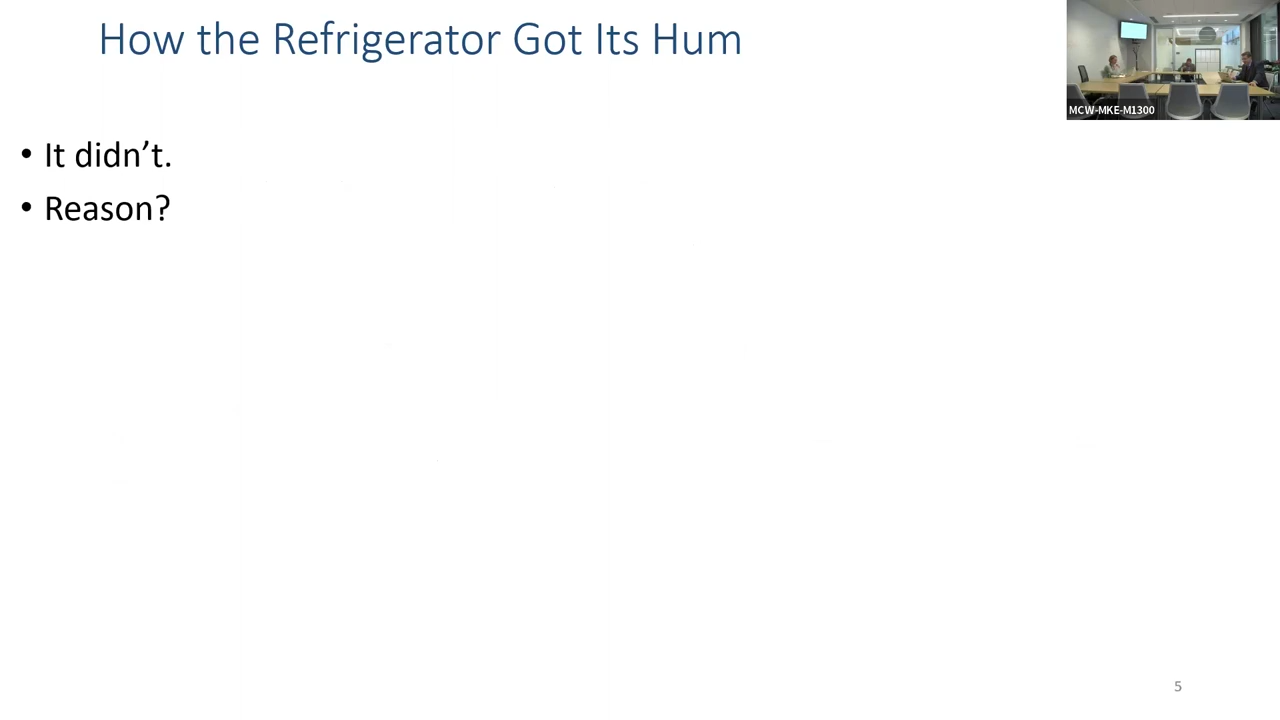 How the Refrigerator Got Its Hum
MCW-MKE-M1300
• It didn’t.
• Reason?
5